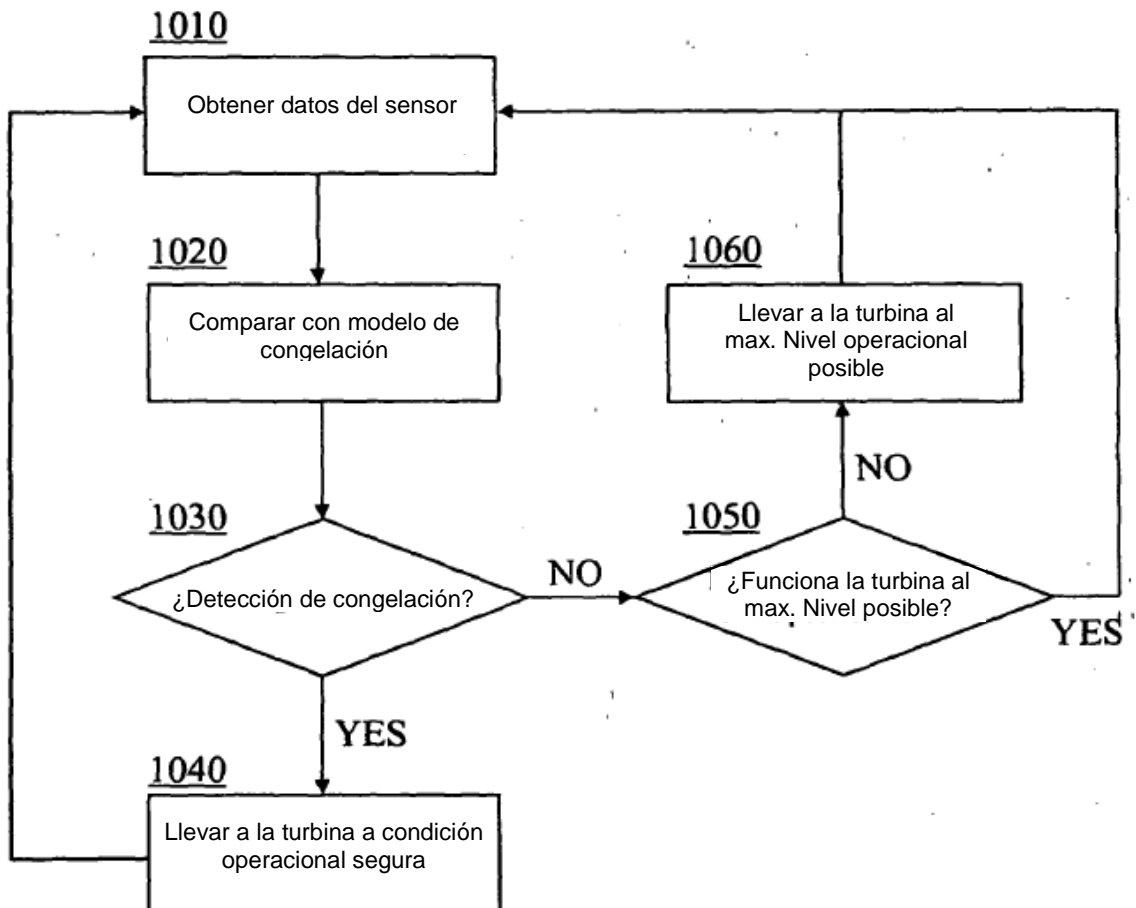 1010
Obtener datos del sensor
1020
Comparar con modelo de
congelación
1060
Llevar a la turbina al
max. Nivel operacional
posible
NO
1030
¿Detección de congelación?
NO
1050
¿Funciona la turbina al
max. Nivel posible?
YES
YES
1040
Llevar a la turbina a condición
operacional segura